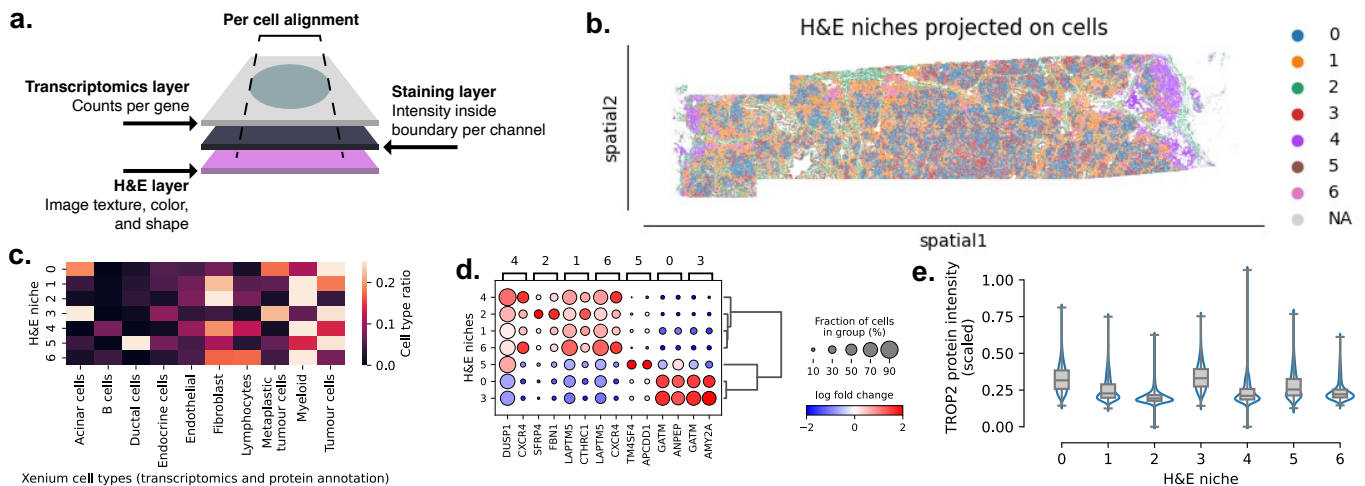 a.
Per cell alignment
Transcriptomics layer
Counts per gene
Staining layer
Intensity inside
boundary per channel
H&E layer
Image texture, color,
and shape
b.
H&E niches projected on cells
spatial2
spatial1
0
1
2
3
4
5
6
NA
c.
H&E niche
0
1
2
3
4
5
6
Acinar cells
B cells
Ductal cells
Endocrine cells
Endothelial
Fibroblast
Lymphocytes
Metaplastic
tumour cells
Myeloid
Tumour cells
Xenium cell types (transcriptomics and protein annotation)
0.2
0.1
0.0
Cell type ratio
d.
4 2 1 6 5 0 3
H&E niches
4
2
1
6
5
0
3
DUSP1
CXCR4
SFRP4
FBN1
LAPTM5
CTHRC1
LAPTM5
CXCR4
TM4SF4
APCDD1
GATM
ANPEP
GATM
AMY2A
Fraction of cells
in group (%)
10 30 50 70 90
log fold change
−2 0 2
e.
TROP2 protein intensity
(scaled)
1.00
0.75
0.50
0.25
0.00
0 1 2 3 4 5 6
H&E niche